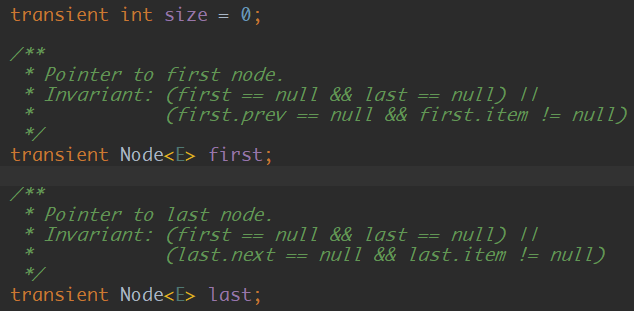 transient int size = 0;
/**
 * Pointer to first node.
 * Invariant: (first == null && last == null) ||
 *            (first.prev == null && first.item != null)
 */
transient Node<E> first;
/**
 * Pointer to last node.
 * Invariant: (first == null && last == null) ||
 *            (last.next == null && last.item != null)
 */
transient Node<E> last;